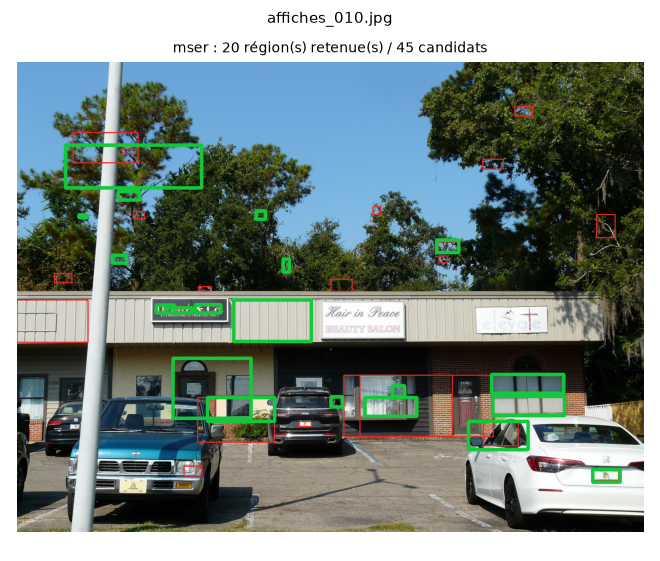 affiches_010.jpg
mser : 20 région(s) retenue(s) / 45 candidats
Hair in Peace
BEAUTY SALON
elevate